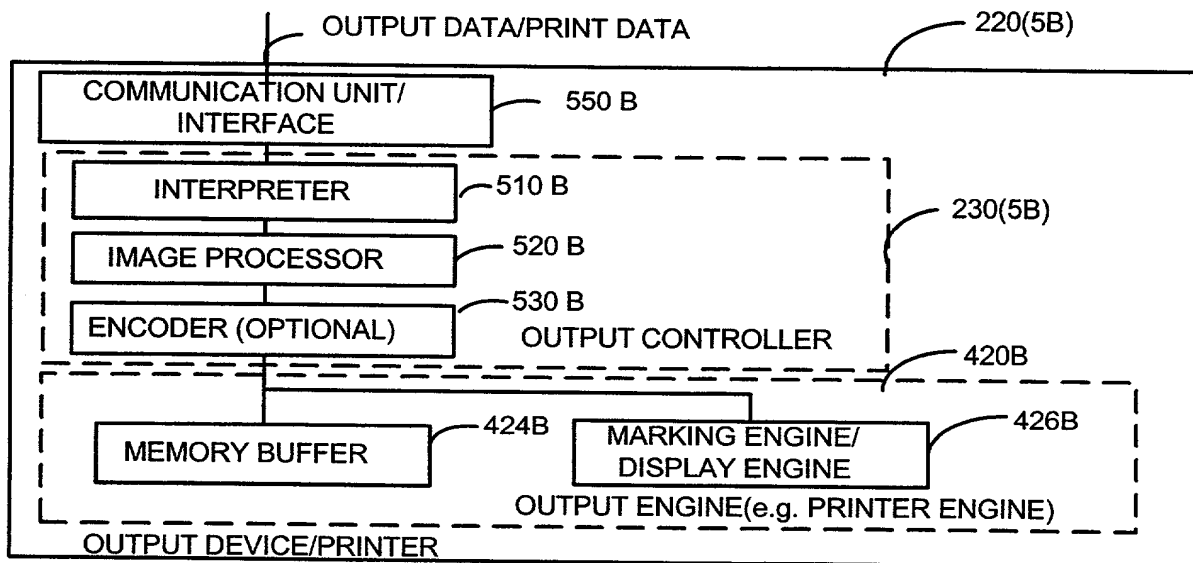 OUTPUT DATA/PRINT DATA
220(5B)
COMMUNICATION UNIT/
INTERFACE
550 B
INTERPRETER
510 B
230(5B)
IMAGE PROCESSOR
520 B
530 B
ENCODER (OPTIONAL)
OUTPUT CONTROLLER
420B
MEMORY BUFFER
424B
MARKING ENGINE/
DISPLAY ENGINE
426B
OUTPUT ENGINE(e.g. PRINTER ENGINE)
OUTPUT DEVICE/PRINTER